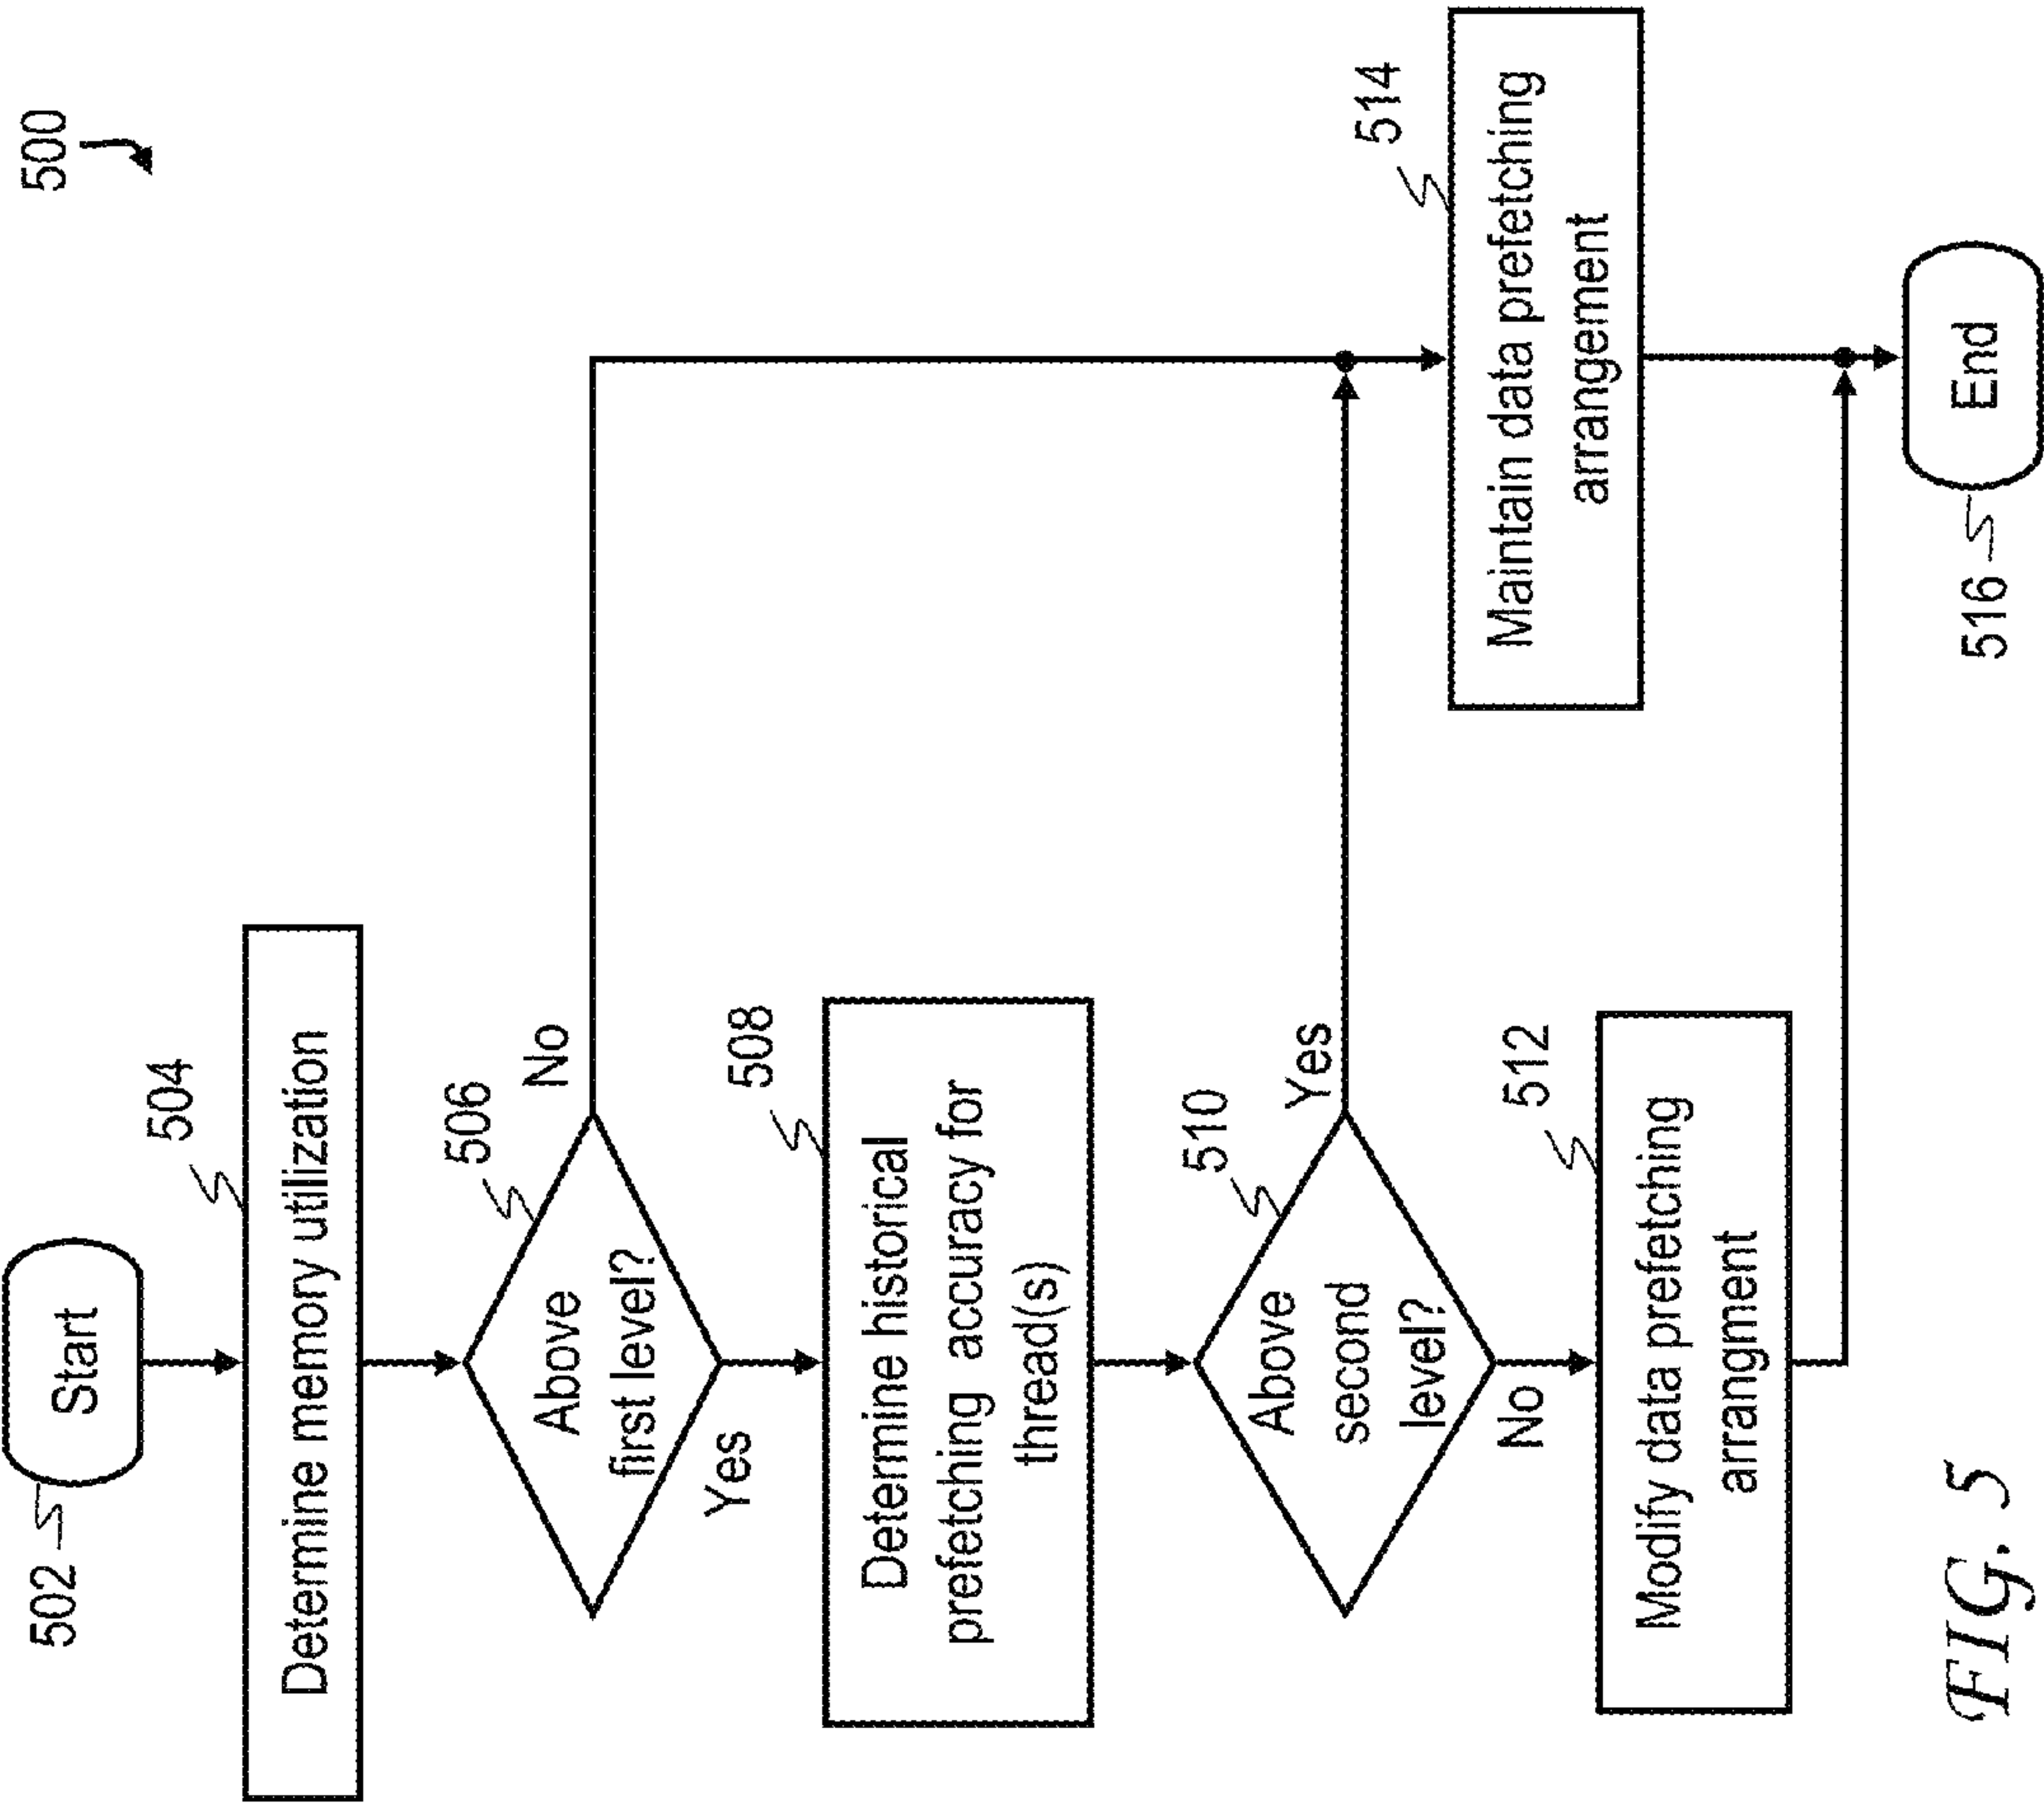 500
502
Start
504
Determine memory utilization
506
Above
first level?
No
Yes
508
Determine historical
prefetching accuracy for
thread(s)
510
Above
second
level?
Yes
No
512
Modify data prefetching
arrangment
514
Maintain data prefetching
arrangement
516
End
FIG. 5